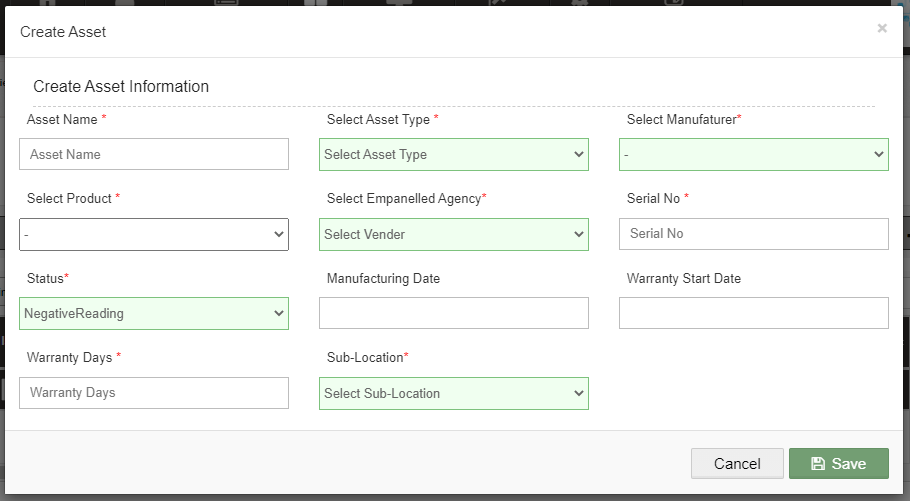 Create Asset ×
Create Asset Information
Asset Name * Select Asset Type * Select Manufaturer*
Asset Name Select Asset Type -
Select Product * Select Empanelled Agency* Serial No *
- Select Vender Serial No
Status* Manufacturing Date Warranty Start Date
NegativeReading
Warranty Days * Sub-Location*
Warranty Days Select Sub-Location
Cancel Save